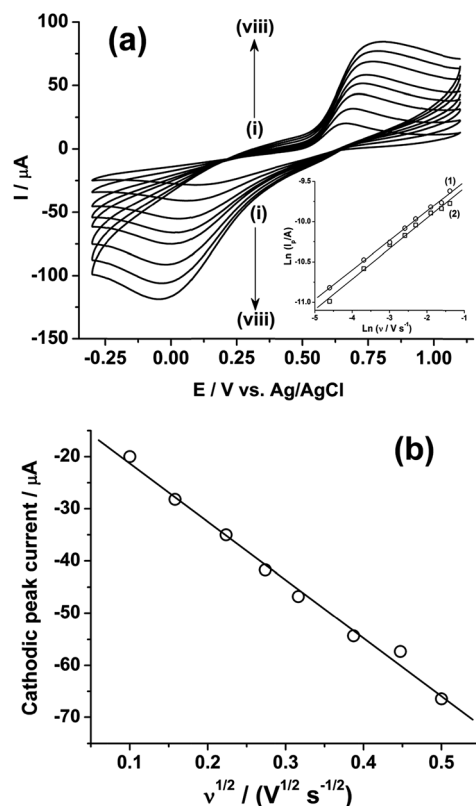 (a)
(viii)
(i)
(i)
(viii)
100
50
0
-50
-100
-150
I / μA
-0.25
0.00
0.25
0.50
0.75
1.00
E / V vs. Ag/AgCl
(1)
(2)
-9.5
-10.0
-10.5
-11.0
Ln (Ip/A)
-5
-4
-3
-2
-1
Ln (ν / V s-1)
(b)
-20
-30
-40
-50
-60
-70
Cathodic peak current / μA
0.1
0.2
0.3
0.4
0.5
ν1/2 / (V1/2 s-1/2)